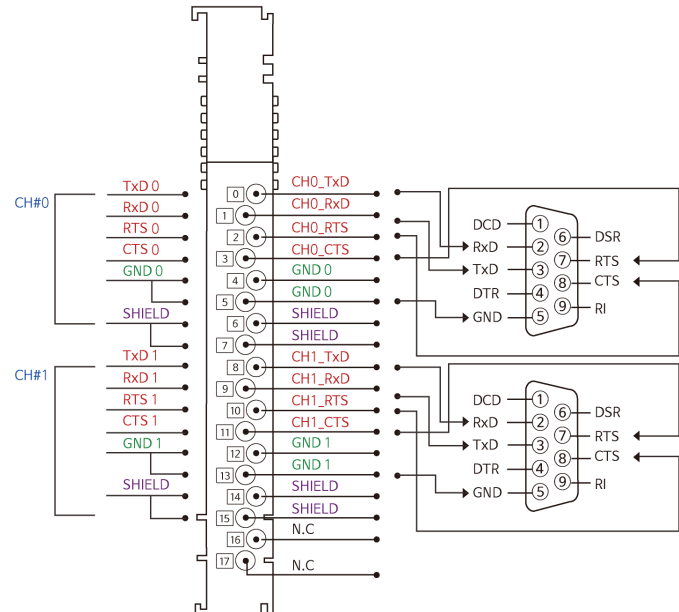 CH#0
TxD 0
RxD 0
RTS 0
CTS 0
GND 0
SHIELD
CH#1
TxD 1
RxD 1
RTS 1
CTS 1
GND 1
SHIELD
0 CH0_TxD
1 CH0_RxD
2 CH0_RTS
3 CH0_CTS
4 GND 0
5 GND 0
6 SHIELD
7 SHIELD
8 CH1_TxD
9 CH1_RxD
10 CH1_RTS
11 CH1_CTS
12 GND 1
13 GND 1
14 SHIELD
15 SHIELD
16 N.C
17 N.C
DCD 1
RxD 2
TxD 3
DTR 4
GND 5
6 DSR
7 RTS
8 CTS
9 RI
DCD 1
RxD 2
TxD 3
DTR 4
GND 5
6 DSR
7 RTS
8 CTS
9 RI